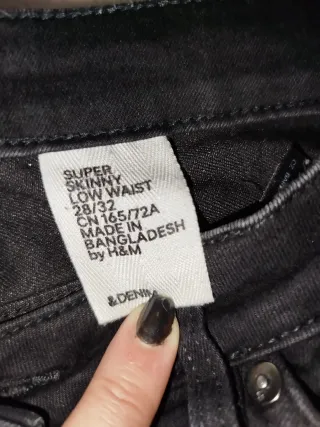 SUPER
SKINNY
LOW WAIST
28/32
CN 165/72A
MADE IN
BANGLADESH
by H&M
&DENIM